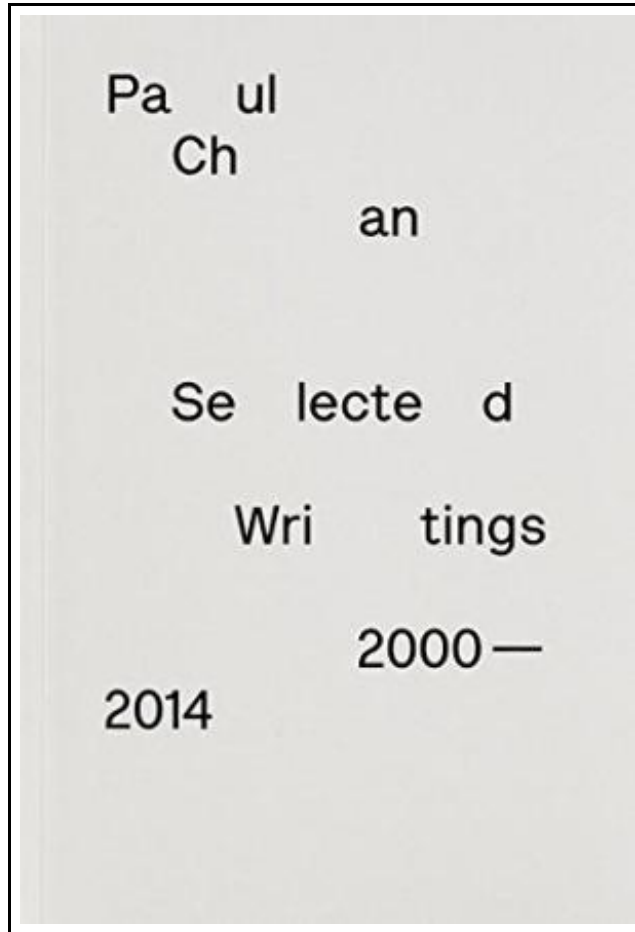 Pa ul
Ch
an
Se lecte d
Wri tings
2000—
2014